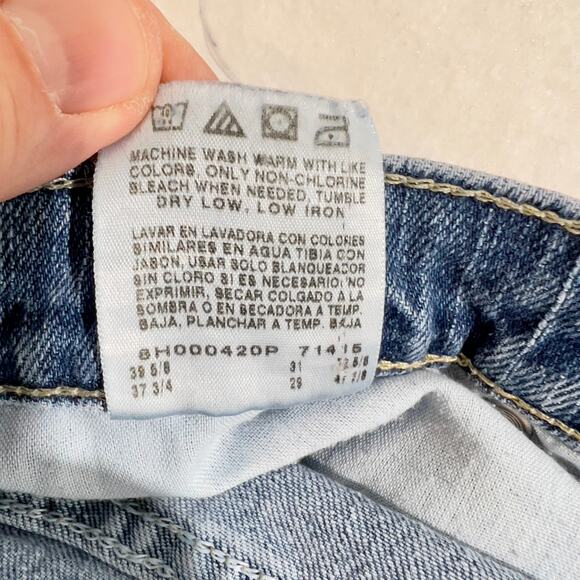 MACHINE WASH WARM WITH LIKE
COLORS, ONLY NON-CHLORINE
BLEACH WHEN NEEDED, TUMBLE
DRY LOW, LOW IRON
LAVAR EN LAVADORA CON COLORES
SIMILARES EN AGUA TIBIA CON
JABON, USAR SOLO BLANQUEADOR
SIN CLORO SI ES NECESARIO: NO
EXPRIMIR, SECAR COLGADO A LA
SOMBRA O EN SECADORA A TEMP.
BAJA, PLANCHAR A TEMP. BAJA
8H000420P 71415
39 5/8 31
37 3/4 29